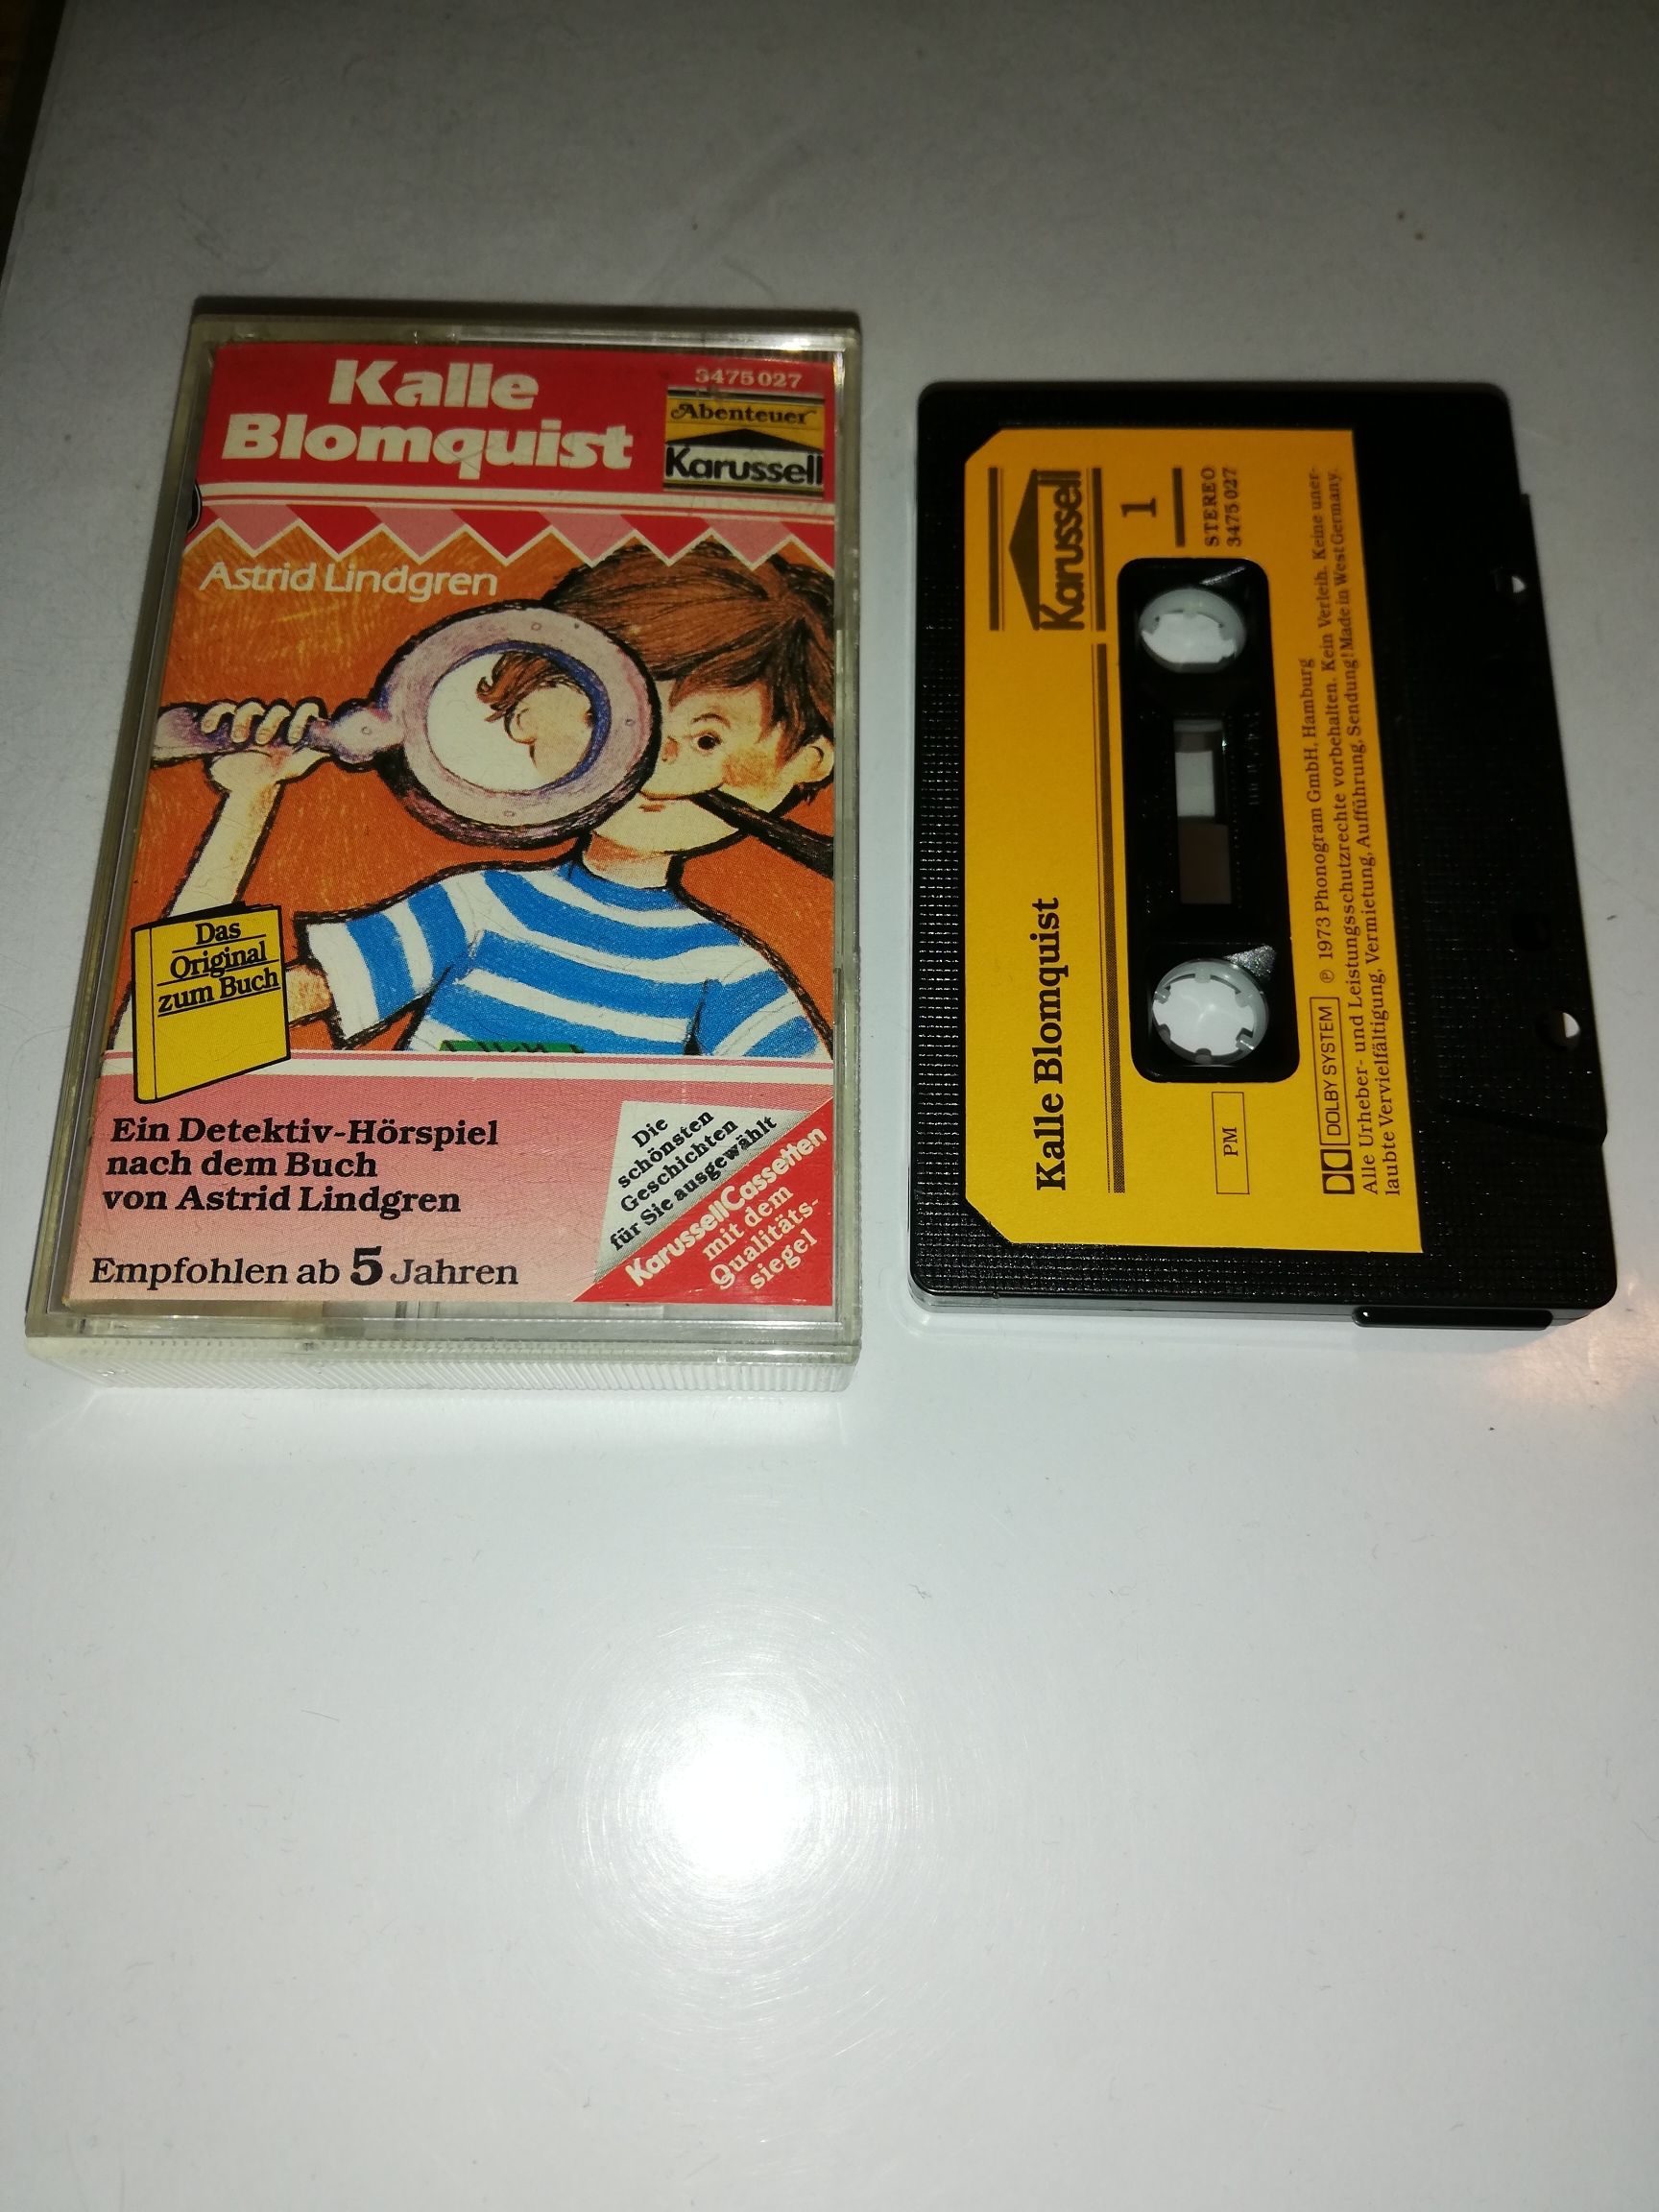 Kalle
Blomquist
3475 027
Abenteuer
Karussell
Astrid Lindgren
Das
Original
zum Buch
Ein Detektiv-Hörspiel
nach dem Buch
von Astrid Lindgren
Empfohlen ab 5 Jahren
Die
schönsten
Geschichten
für Sie ausgewählt
KarussellCassetten
mit dem
Qualitäts-
siegel
Karussell
Kalle Blomquist
1
STEREO
3475 027
PM
DOLBY SYSTEM ℗ 1973 Phonogram GmbH, Hamburg
Alle Urheber- und Leistungsschutzrechte vorbehalten. Kein Verleih. Keine uner-
laubte Vervielfältigung, Vermietung, Aufführung, Sendung! Made in West Germany.